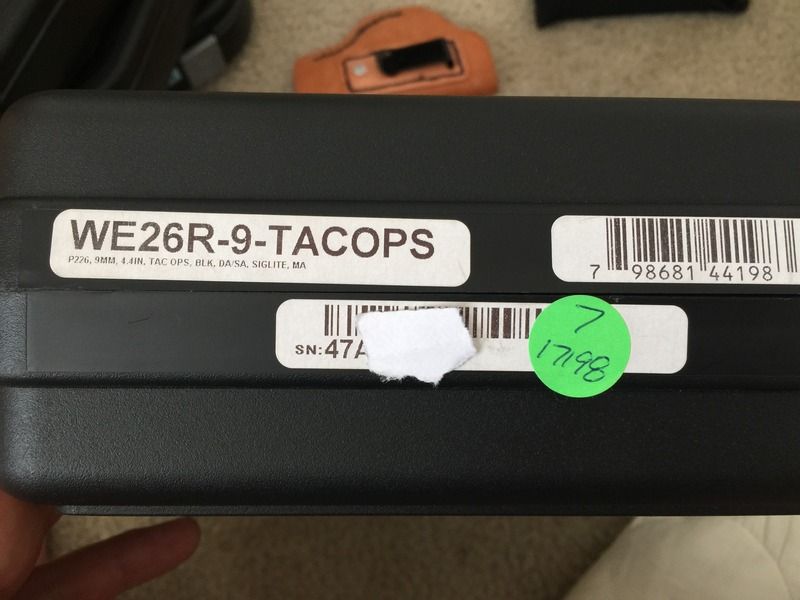 WE26R-9-TACOPS
P226, 9MM, 4.4IN, TAC OPS, BLK, DA/SA, SIGLITE, MA
7 98681 44198
SN: 47A
7
17198